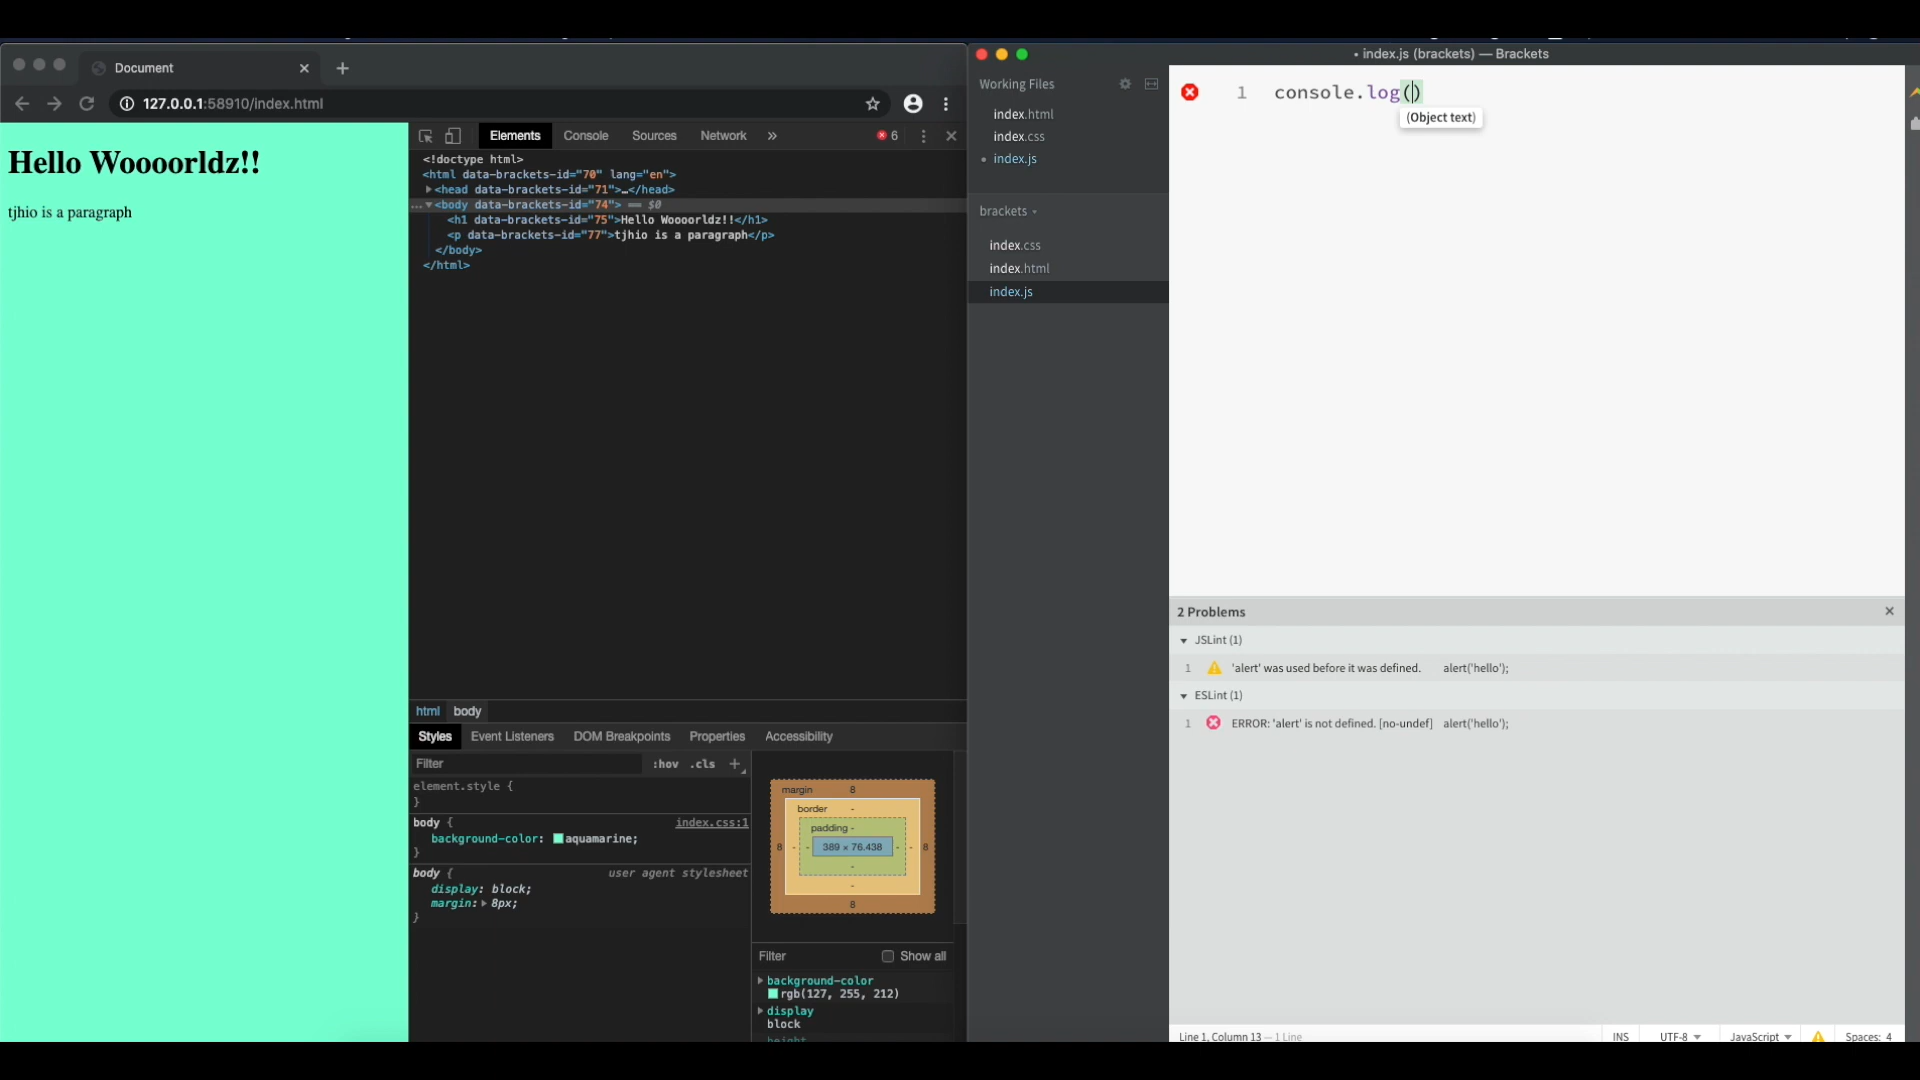 Document
127.0.0.1:58910/index.html
Hello Woooorldz!!
tjhio is a paragraph
Elements Console Sources Network » 6
<!doctype html>
<html data-brackets-id="70" lang="en">
<head data-brackets-id="71">…</head>
<body data-brackets-id="74"> == $0
<h1 data-brackets-id="75">Hello Woooorldz!!</h1>
<p data-brackets-id="77">tjhio is a paragraph</p>
</body>
</html>
html body
Styles Event Listeners DOM Breakpoints Properties Accessibility
Filter :hov .cls +
element.style {
}
body { index.css:1
background-color: aquamarine;
}
body { user agent stylesheet
display: block;
margin: 8px;
}
margin 8
border -
padding -
8 - - 389 × 76.438 - - 8
-
-
8
Filter Show all
background-color
rgb(127, 255, 212)
display
block
height
• index.js (brackets) — Brackets
Working Files
index.html
index.css
• index.js
brackets
index.css
index.html
index.js
1 console.log()
(Object text)
2 Problems
JSLint (1)
1 'alert' was used before it was defined. alert('hello');
ESLint (1)
1 ERROR: 'alert' is not defined. [no-undef] alert('hello');
Line 1, Column 13 — 1 Line
INS UTF-8 JavaScript Spaces: 4